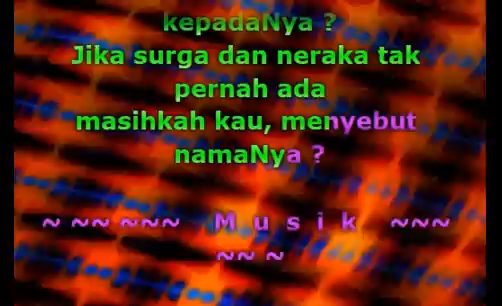 kepadaNya ?
Jika surga dan neraka tak
pernah ada
masihkah kau, menyebut
namaNya ?
~ ~~ ~~~ M u s i k ~~~
~~ ~